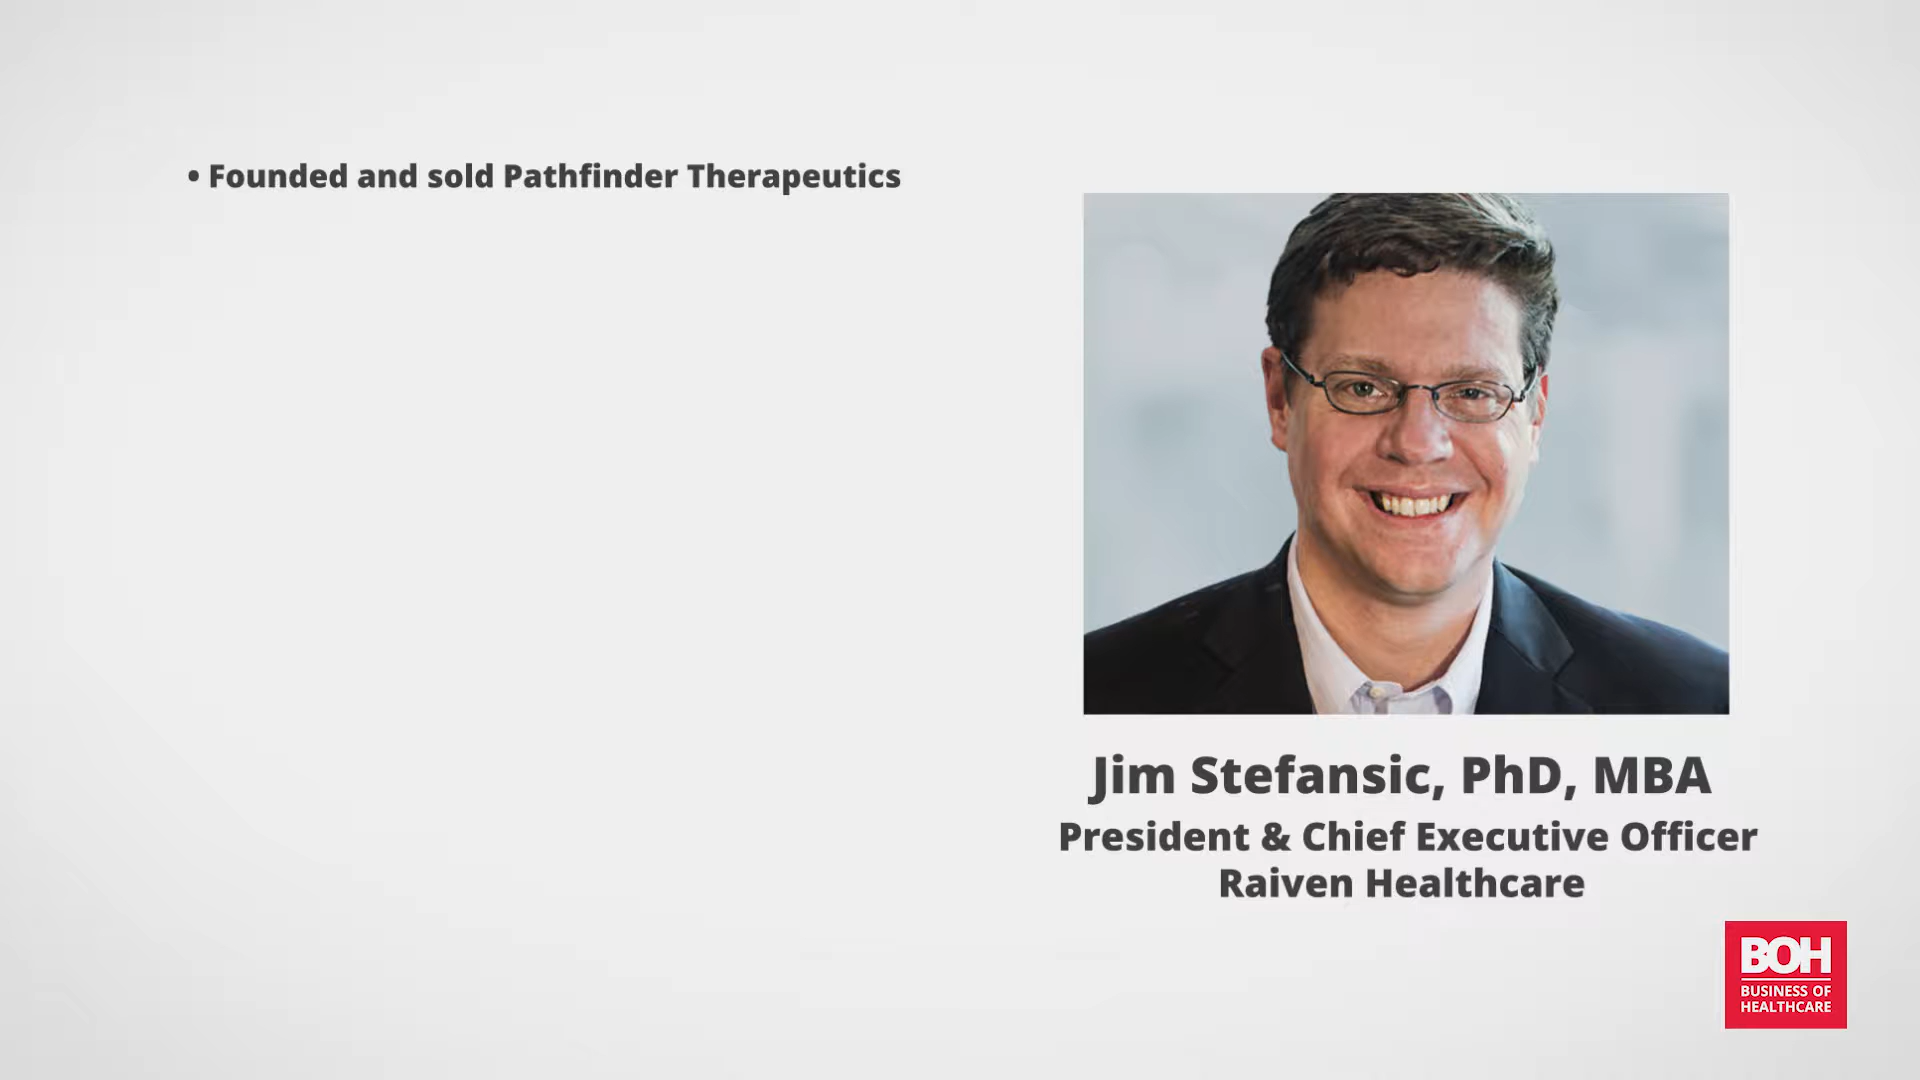 • Founded and sold Pathfinder Therapeutics
Jim Stefansic, PhD, MBA
President & Chief Executive Officer
Raiven Healthcare
BOH
BUSINESS OF
HEALTHCARE